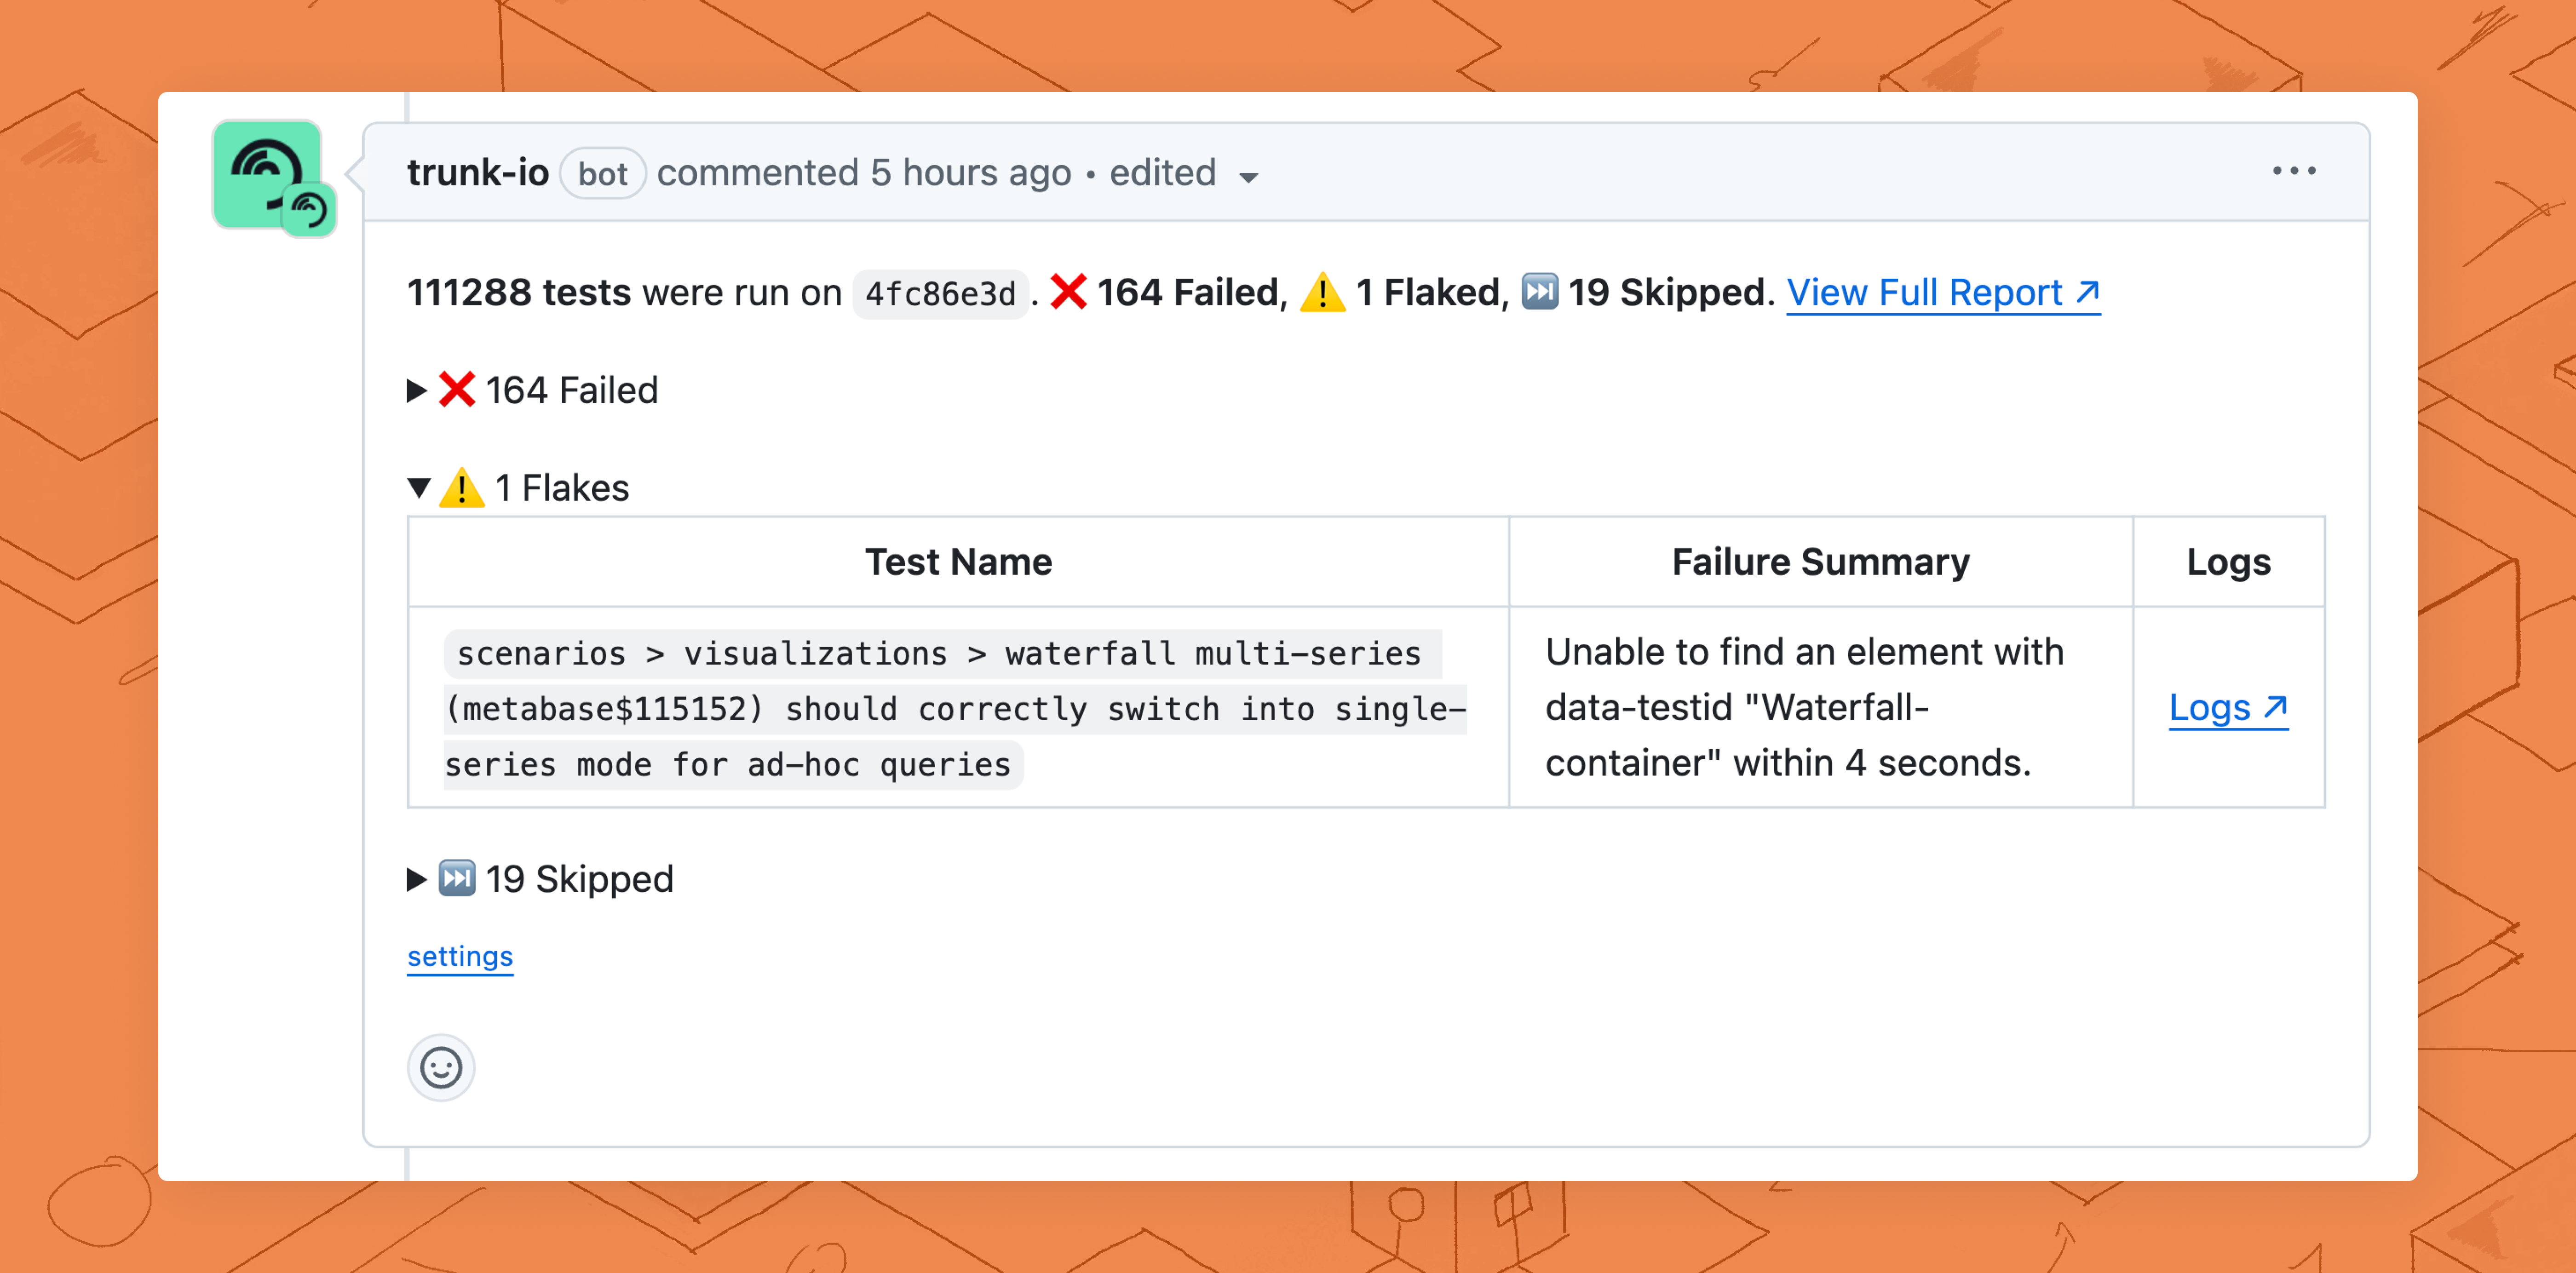 trunk-io bot commented 5 hours ago • edited
111288 tests were run on 4fc86e3d. ❌ 164 Failed, ⚠️ 1 Flaked, ⏭️ 19 Skipped. View Full Report ↗
▶ ❌ 164 Failed
▼ ⚠️ 1 Flakes
Test Name Failure Summary Logs
scenarios > visualizations > waterfall multi-series
(metabase$115152) should correctly switch into single-
series mode for ad-hoc queries
Unable to find an element with
data-testid "Waterfall-
container" within 4 seconds.
Logs ↗
▶ ⏭️ 19 Skipped
settings